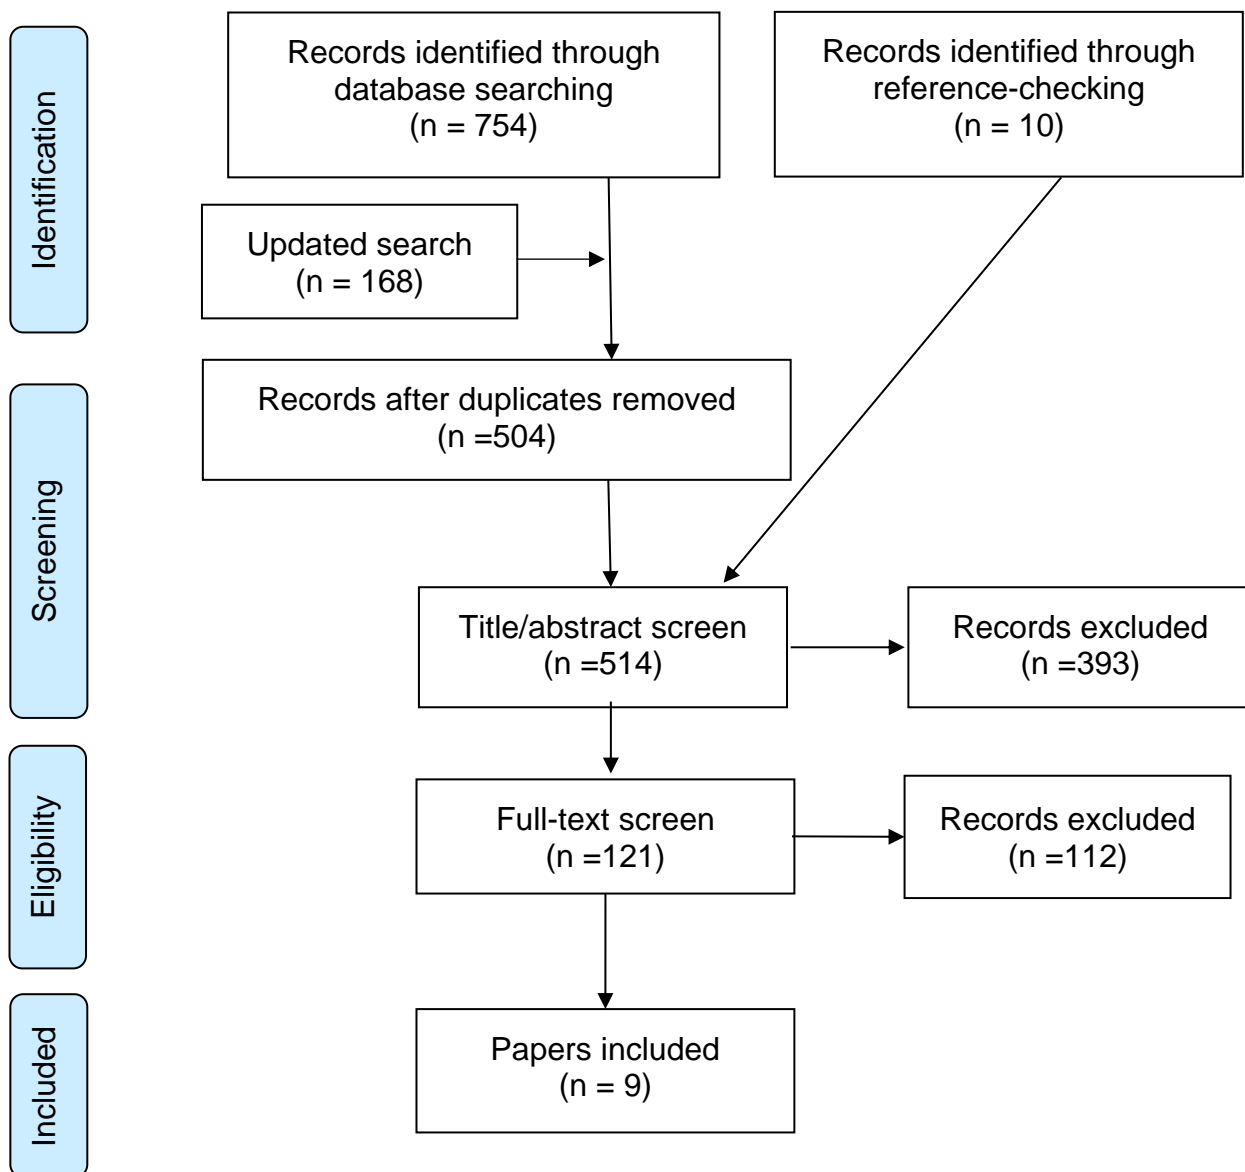 Identification
Records identified through
database searching
(n = 754)
Records identified through
reference-checking
(n = 10)
Updated search
(n = 168)
Records after duplicates removed
(n =504)
Screening
Title/abstract screen
(n =514)
Records excluded
(n =393)
Eligibility
Full-text screen
(n =121)
Records excluded
(n =112)
Included
Papers included
(n = 9)